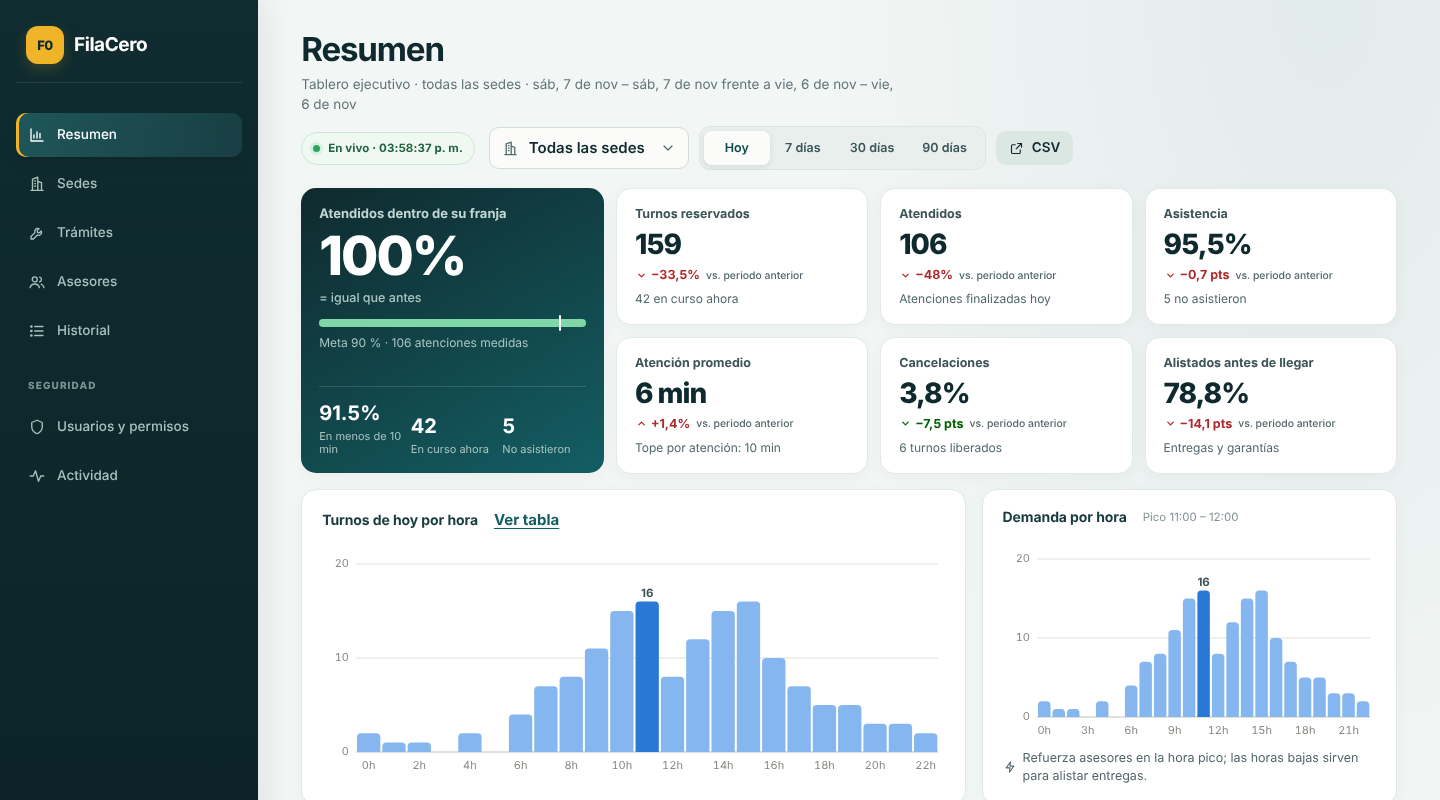 F0 FilaCero
Resumen
Sedes
Trámites
Asesores
Historial
SEGURIDAD
Usuarios y permisos
Actividad
Resumen
Tablero ejecutivo · todas las sedes · sáb, 7 de nov – sáb, 7 de nov frente a vie, 6 de nov – vie,
6 de nov
En vivo · 03:58:37 p. m.
Todas las sedes
Hoy 7 días 30 días 90 días
CSV
Atendidos dentro de su franja
100%
= igual que antes
Meta 90 % · 106 atenciones medidas
91.5%
En menos de 10
min
42
En curso ahora
5
No asistieron
Turnos reservados
159
−33,5% vs. periodo anterior
42 en curso ahora
Atendidos
106
−48% vs. periodo anterior
Atenciones finalizadas hoy
Asistencia
95,5%
−0,7 pts vs. periodo anterior
5 no asistieron
Atención promedio
6 min
+1,4% vs. periodo anterior
Tope por atención: 10 min
Cancelaciones
3,8%
−7,5 pts vs. periodo anterior
6 turnos liberados
Alistados antes de llegar
78,8%
−14,1 pts vs. periodo anterior
Entregas y garantías
Turnos de hoy por hora Ver tabla
20
16
10
0
0h 2h 4h 6h 8h 10h 12h 14h 16h 18h 20h 22h
Demanda por hora Pico 11:00 – 12:00
20
16
10
0
0h 3h 6h 9h 12h 15h 18h 21h
Refuerza asesores en la hora pico; las horas bajas sirven
para alistar entregas.